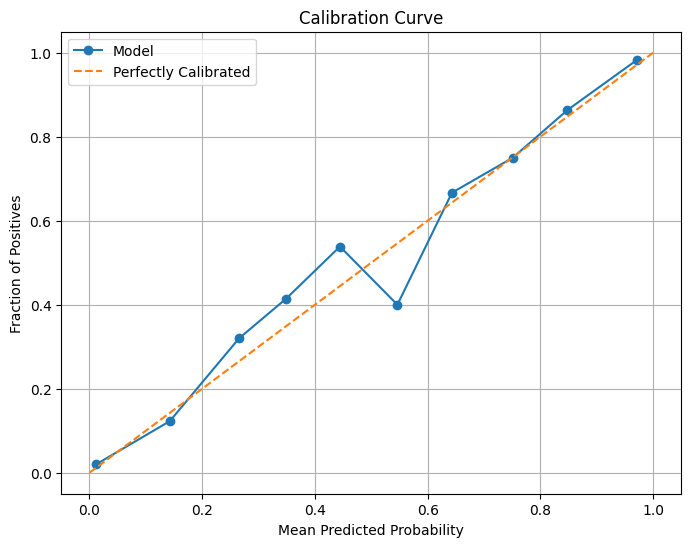 Calibration Curve
Model
Perfectly Calibrated
Fraction of Positives
1.0
0.8
0.6
0.4
0.2
0.0
0.0 0.2 0.4 0.6 0.8 1.0
Mean Predicted Probability